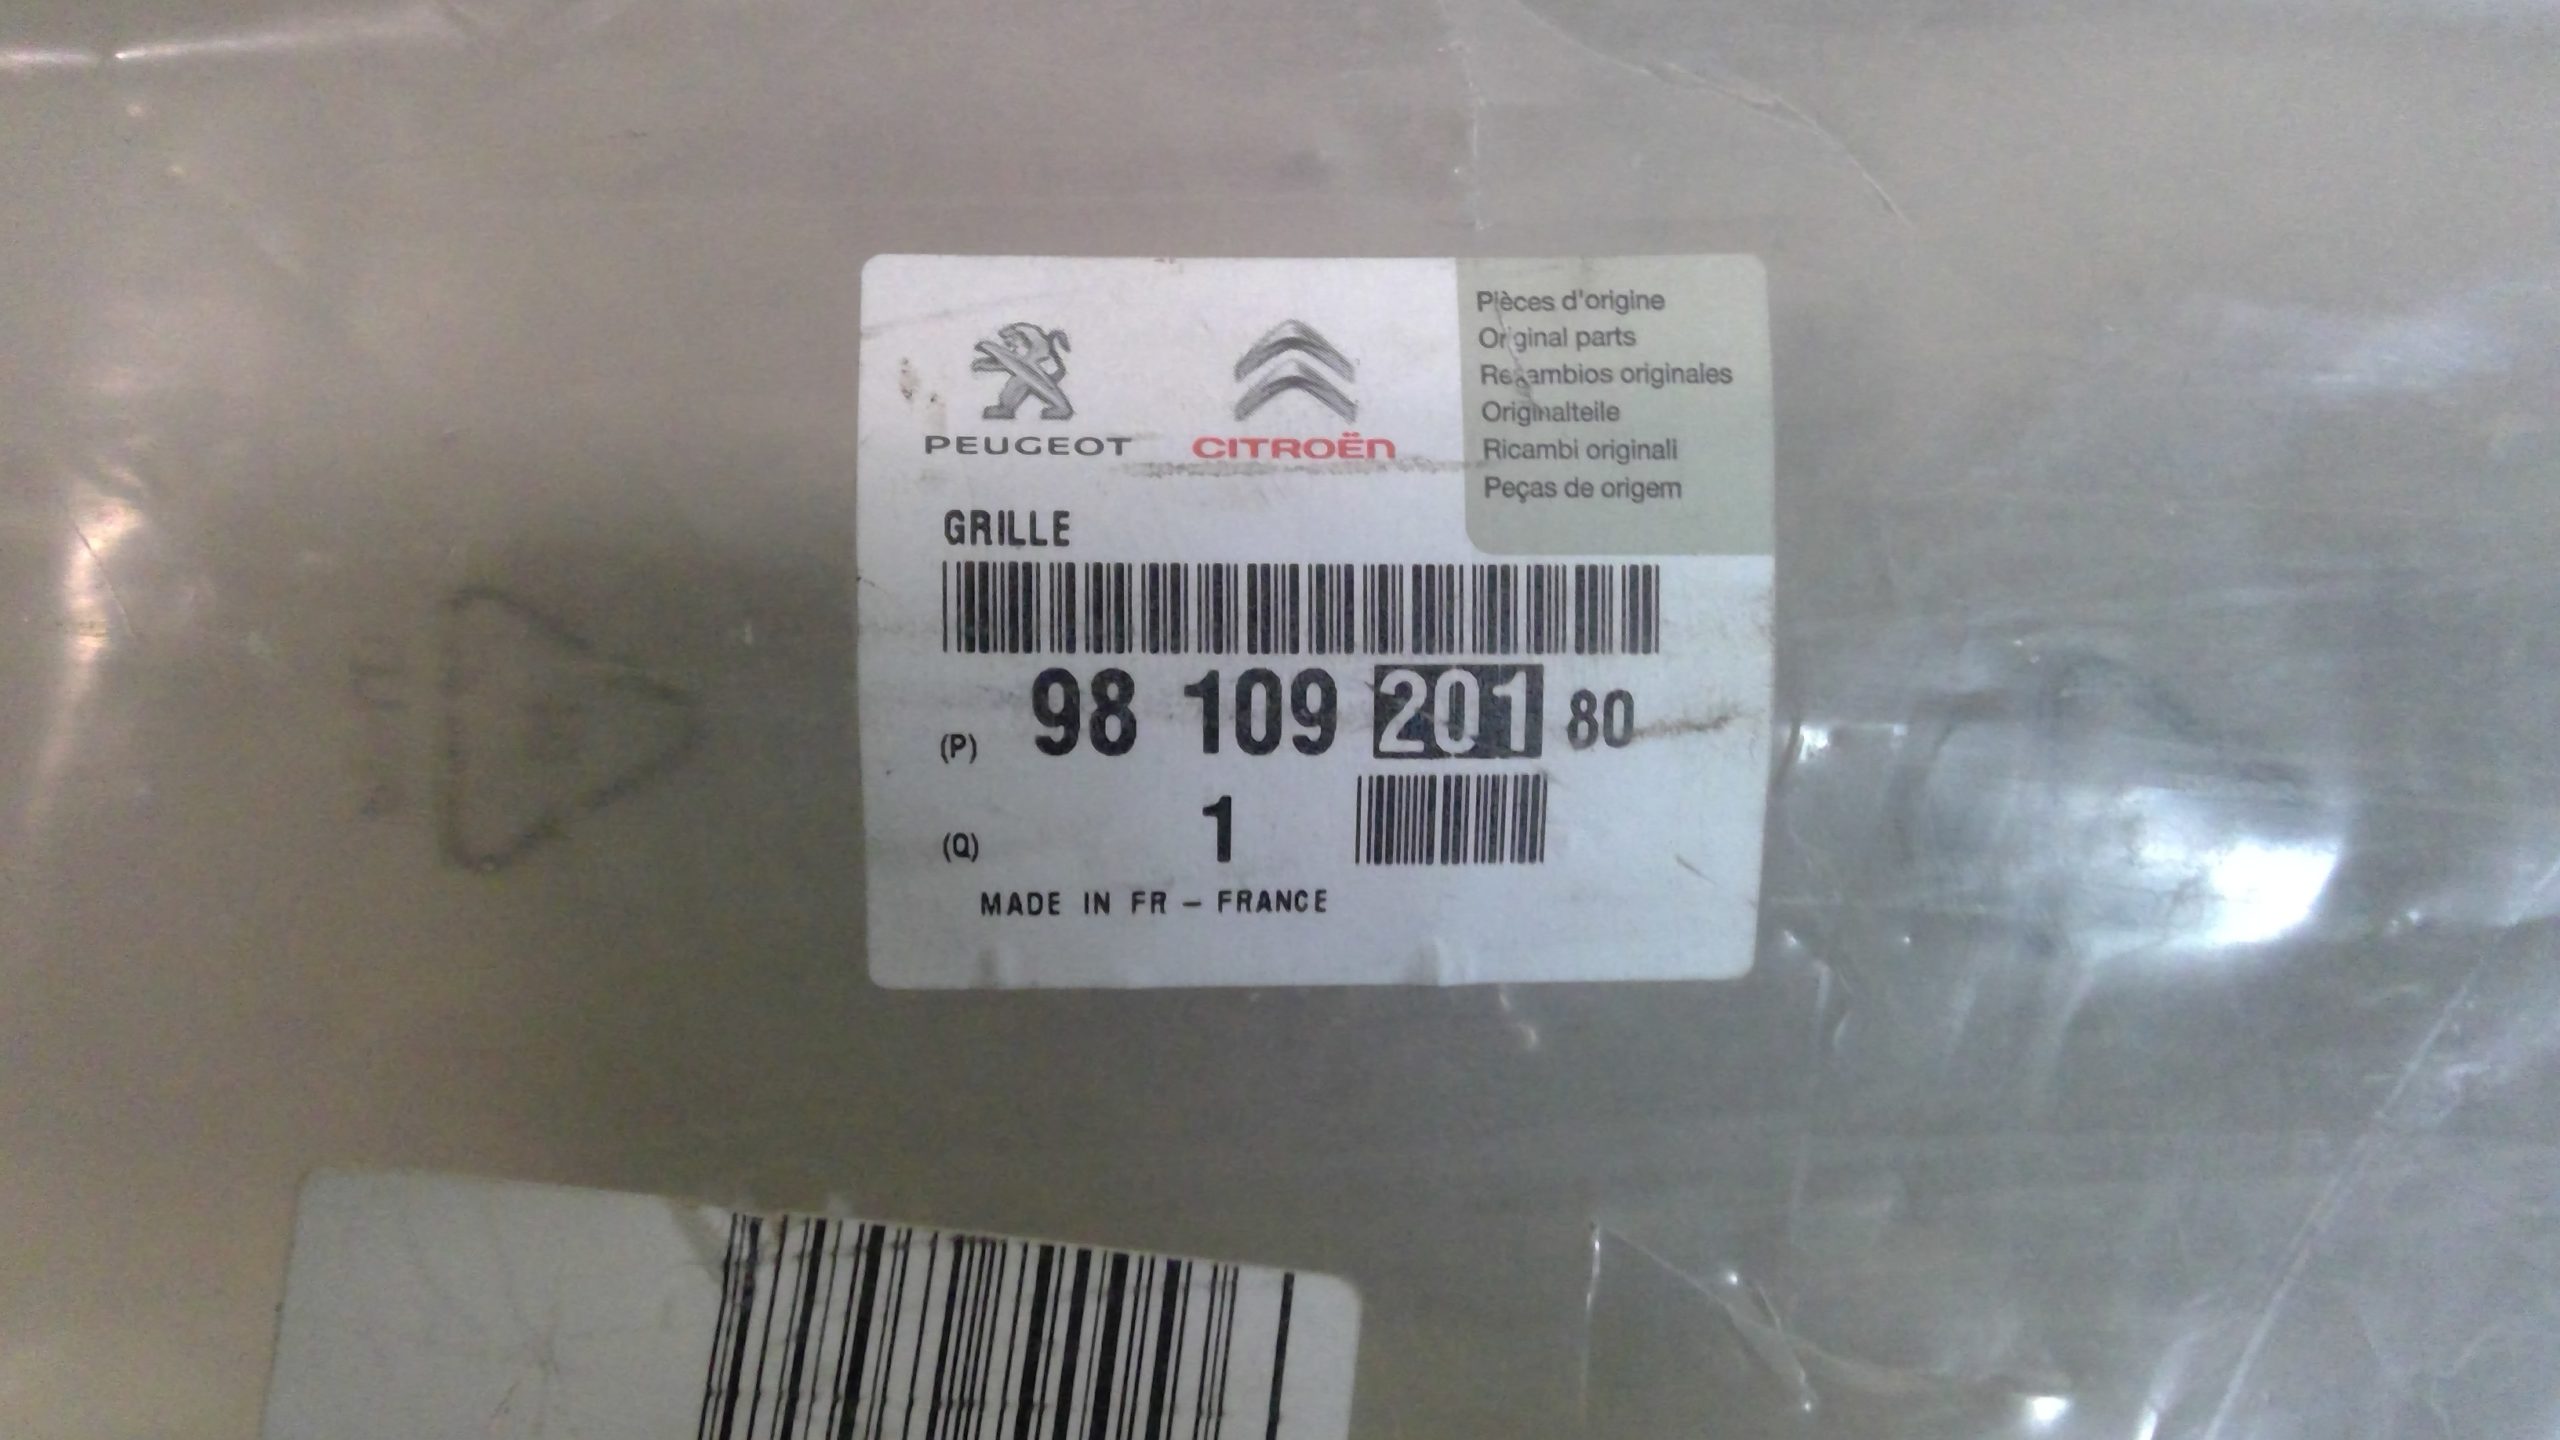 PEUGEOT
CITROËN
Pièces d'origine
Original parts
Recambios originales
Originalteile
Ricambi originali
Peças de origem
GRILLE
(P) 98 109 201 80
(Q) 1
MADE IN FR - FRANCE